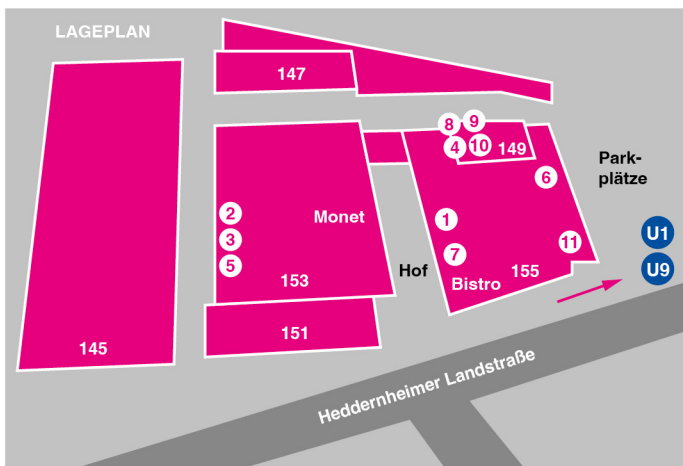 LAGEPLAN
147
8
9
4
10
149
Park-
plätze
6
2
Monet
1
U1
3
11
5
7
Hof
U9
153
Bistro
155
151
145
Heddernheimer Landstraße